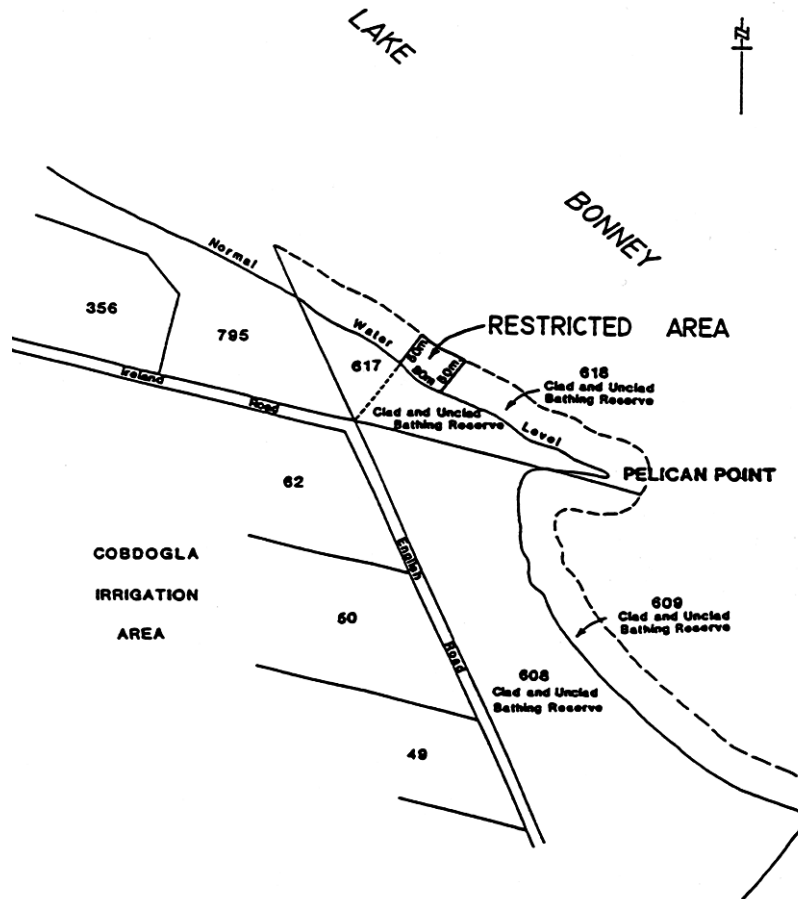 LAKE
N
BONNEY
Normal
356
795
Water
RESTRICTED AREA
50m.
50m.
80m
617
618
Clad and Unclad
Bathing Reserve
Ireland
Road
Clad and Unclad
Bathing Reserve
Level
PELICAN POINT
62
COBDOGLA
IRRIGATION
AREA
English
609
Clad and Unclad
Bathing Reserve
50
Road
608
Clad and Unclad
Bathing Reserve
49